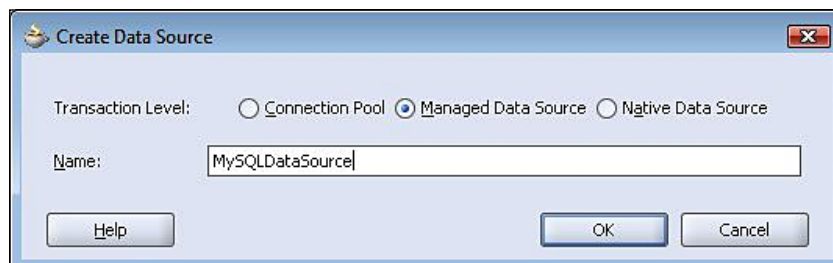 Create Data Source
Transaction Level: Connection Pool Managed Data Source Native Data Source
Name: MySQLDataSource
Help OK Cancel